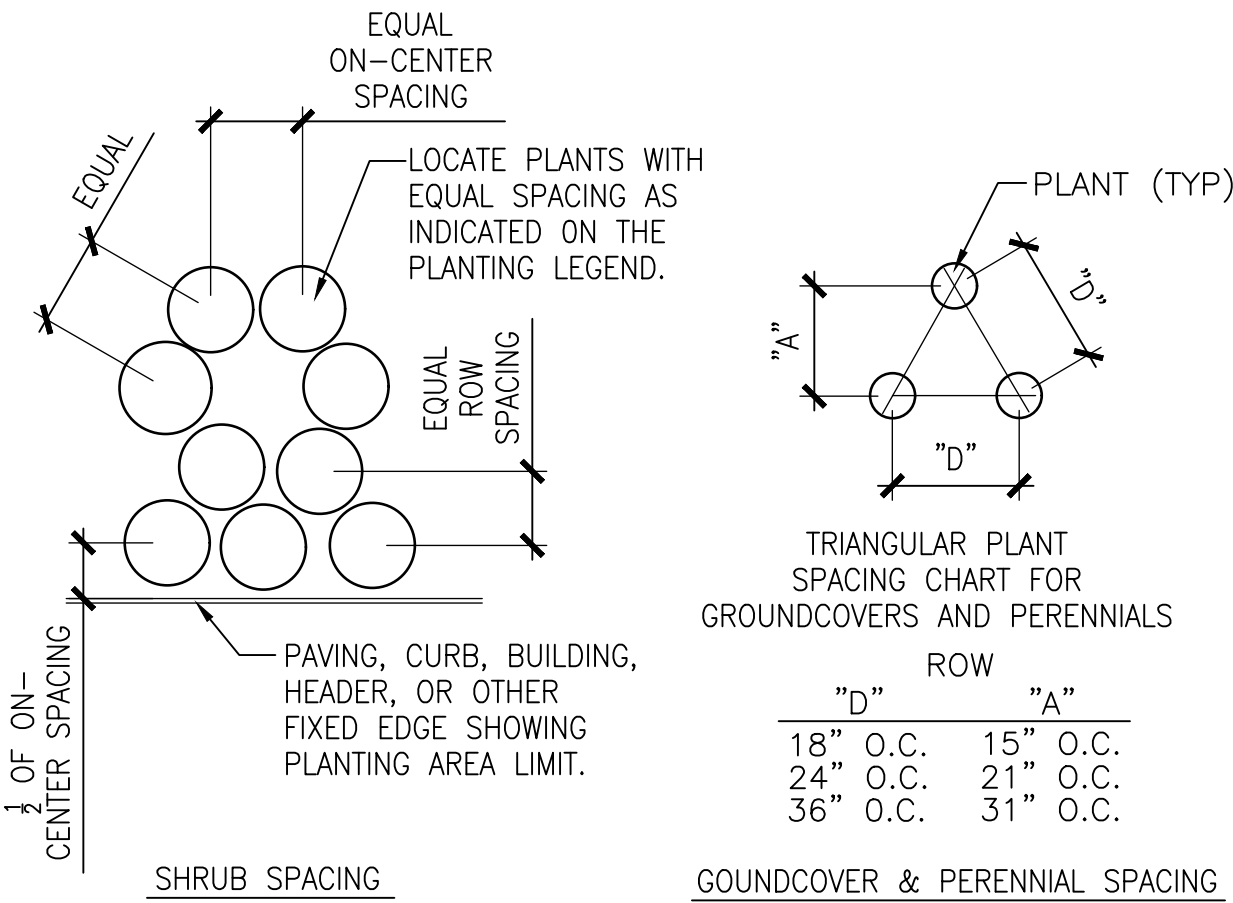 EQUAL
ON-CENTER
SPACING
EQUAL
LOCATE PLANTS WITH
EQUAL SPACING AS
INDICATED ON THE
PLANTING LEGEND.
EQUAL
ROW
SPACING
1/2 OF ON-
CENTER SPACING
PAVING, CURB, BUILDING,
HEADER, OR OTHER
FIXED EDGE SHOWING
PLANTING AREA LIMIT.
SHRUB SPACING
PLANT (TYP)
"D"
"A"
"D"
TRIANGULAR PLANT
SPACING CHART FOR
GROUNDCOVERS AND PERENNIALS
ROW
"D" "A"
18" O.C. 15" O.C.
24" O.C. 21" O.C.
36" O.C. 31" O.C.
GOUNDCOVER & PERENNIAL SPACING